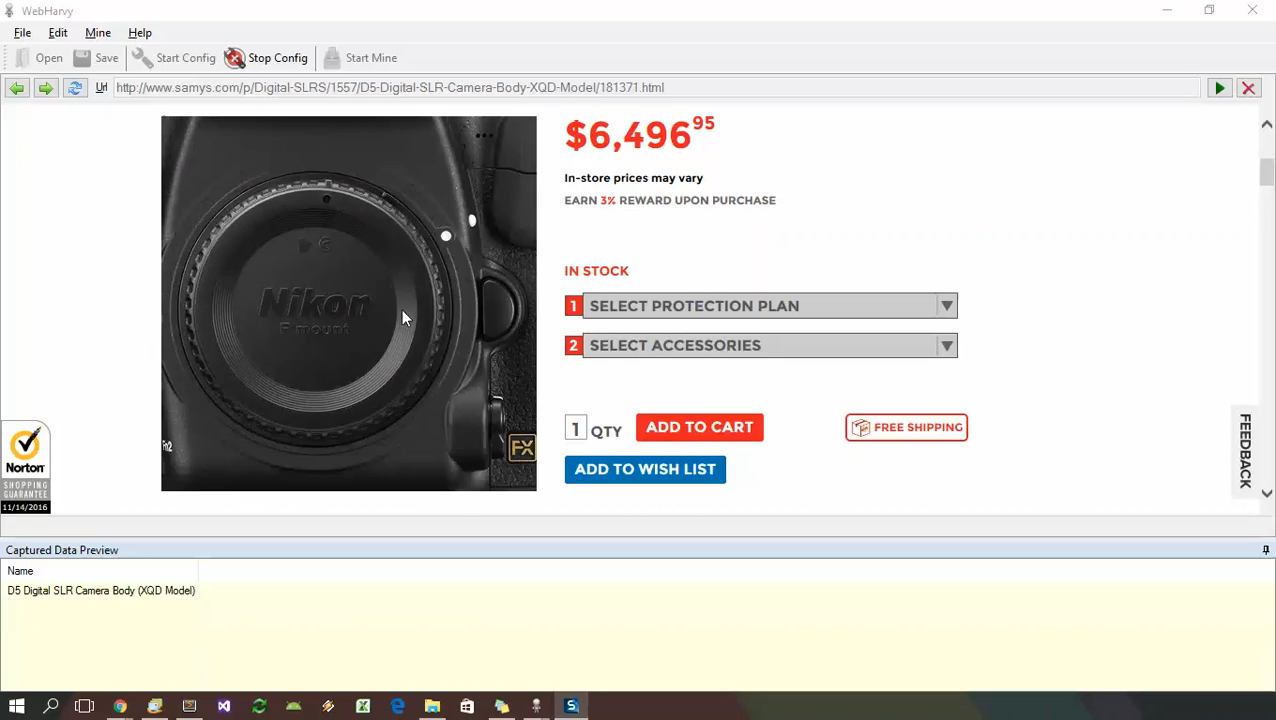 WebHarvy
File Edit Mine Help
Open Save Start Config Stop Config Start Mine
Url http://www.samys.com/p/Digital-SLRS/1557/D5-Digital-SLR-Camera-Body-XQD-Model/181371.html
$6,496 95
In-store prices may vary
EARN 3% REWARD UPON PURCHASE
IN STOCK
1 SELECT PROTECTION PLAN
2 SELECT ACCESSORIES
1 QTY ADD TO CART FREE SHIPPING
ADD TO WISH LIST
Nikon
F mount
Fn2
FX
Norton
SHOPPING
GUARANTEE
11/14/2016
FEEDBACK
Captured Data Preview
Name
D5 Digital SLR Camera Body (XQD Model)